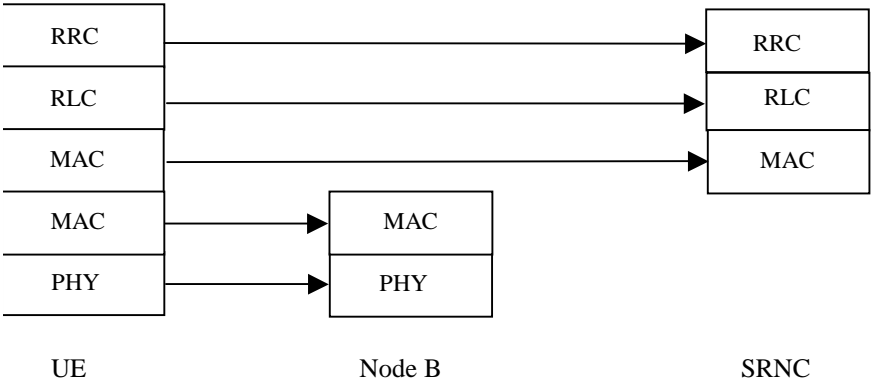 RRC RRC
RLC RLC
MAC MAC
MAC MAC
PHY PHY
UE Node B SRNC